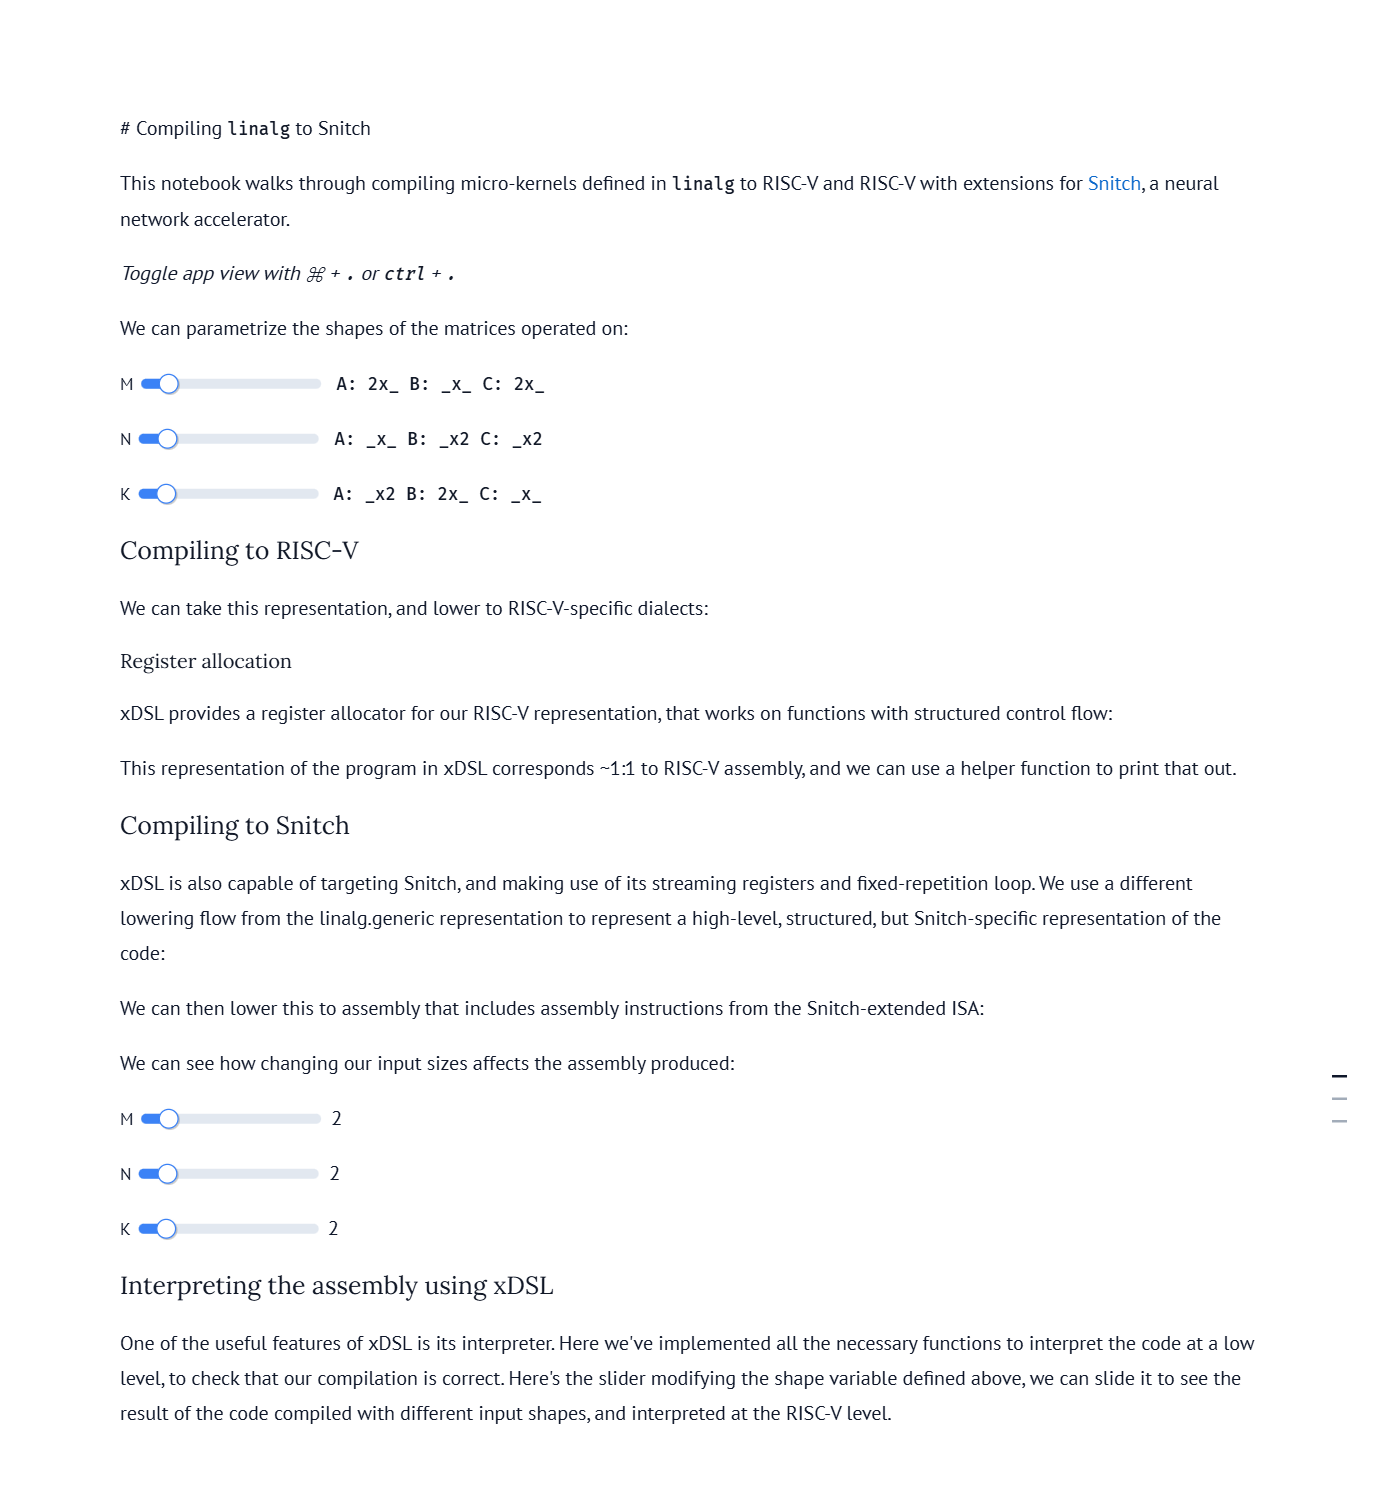 # Compiling linalg to Snitch
This notebook walks through compiling micro-kernels defined in linalg to RISC-V and RISC-V with extensions for Snitch, a neural
network accelerator.
Toggle app view with ⌘ + . or ctrl + .
We can parametrize the shapes of the matrices operated on:
M A: 2x_ B: _x_ C: 2x_
N A: _x_ B: _x2 C: _x2
K A: _x2 B: 2x_ C: _x_
Compiling to RISC-V
We can take this representation, and lower to RISC-V-specific dialects:
Register allocation
xDSL provides a register allocator for our RISC-V representation, that works on functions with structured control flow:
This representation of the program in xDSL corresponds ~1:1 to RISC-V assembly, and we can use a helper function to print that out.
Compiling to Snitch
xDSL is also capable of targeting Snitch, and making use of its streaming registers and fixed-repetition loop. We use a different
lowering flow from the linalg.generic representation to represent a high-level, structured, but Snitch-specific representation of the
code:
We can then lower this to assembly that includes assembly instructions from the Snitch-extended ISA:
We can see how changing our input sizes affects the assembly produced:
M 2
N 2
K 2
Interpreting the assembly using xDSL
One of the useful features of xDSL is its interpreter. Here we've implemented all the necessary functions to interpret the code at a low
level, to check that our compilation is correct. Here's the slider modifying the shape variable defined above, we can slide it to see the
result of the code compiled with different input shapes, and interpreted at the RISC-V level.